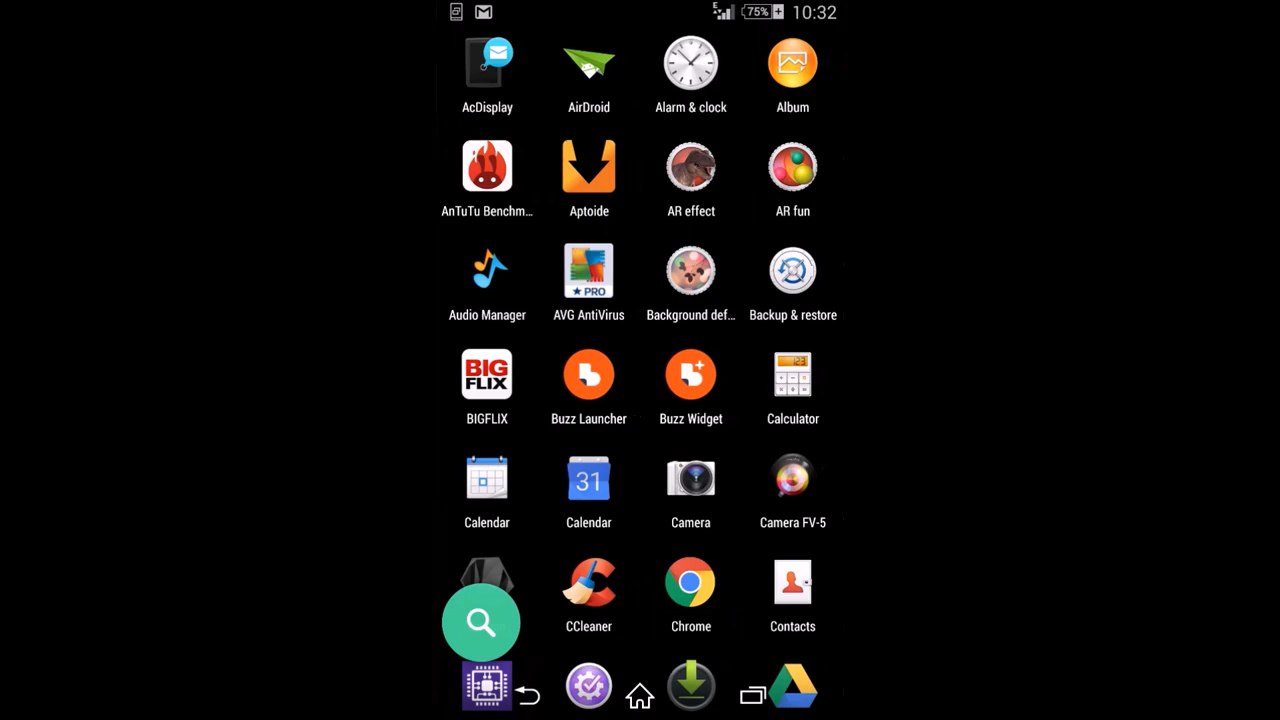 E 75% 10:32
AcDisplay AirDroid Alarm & clock Album
AnTuTu Benchm... Aptoide AR effect AR fun
PRO
Audio Manager AVG AntiVirus Background def... Backup & restore
BIG
FLIX
123
BIGFLIX Buzz Launcher Buzz Widget Calculator
31
Calendar Calendar Camera Camera FV-5
CCleaner Chrome Contacts